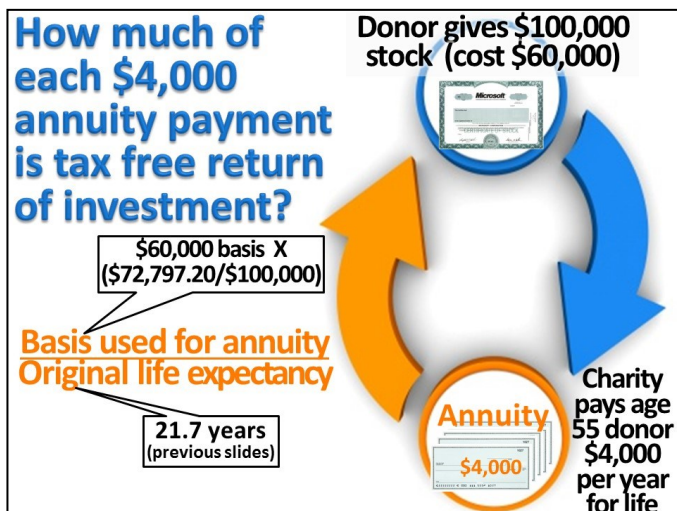 How much of
each $4,000
annuity payment
is tax free return
of investment?
Donor gives $100,000
stock (cost $60,000)
Microsoft
$60,000 basis X
($72,797.20/$100,000)
Basis used for annuity
Original life expectancy
21.7 years
(previous slides)
Annuity
$4,000
Charity
pays age
55 donor
$4,000
per year
for life